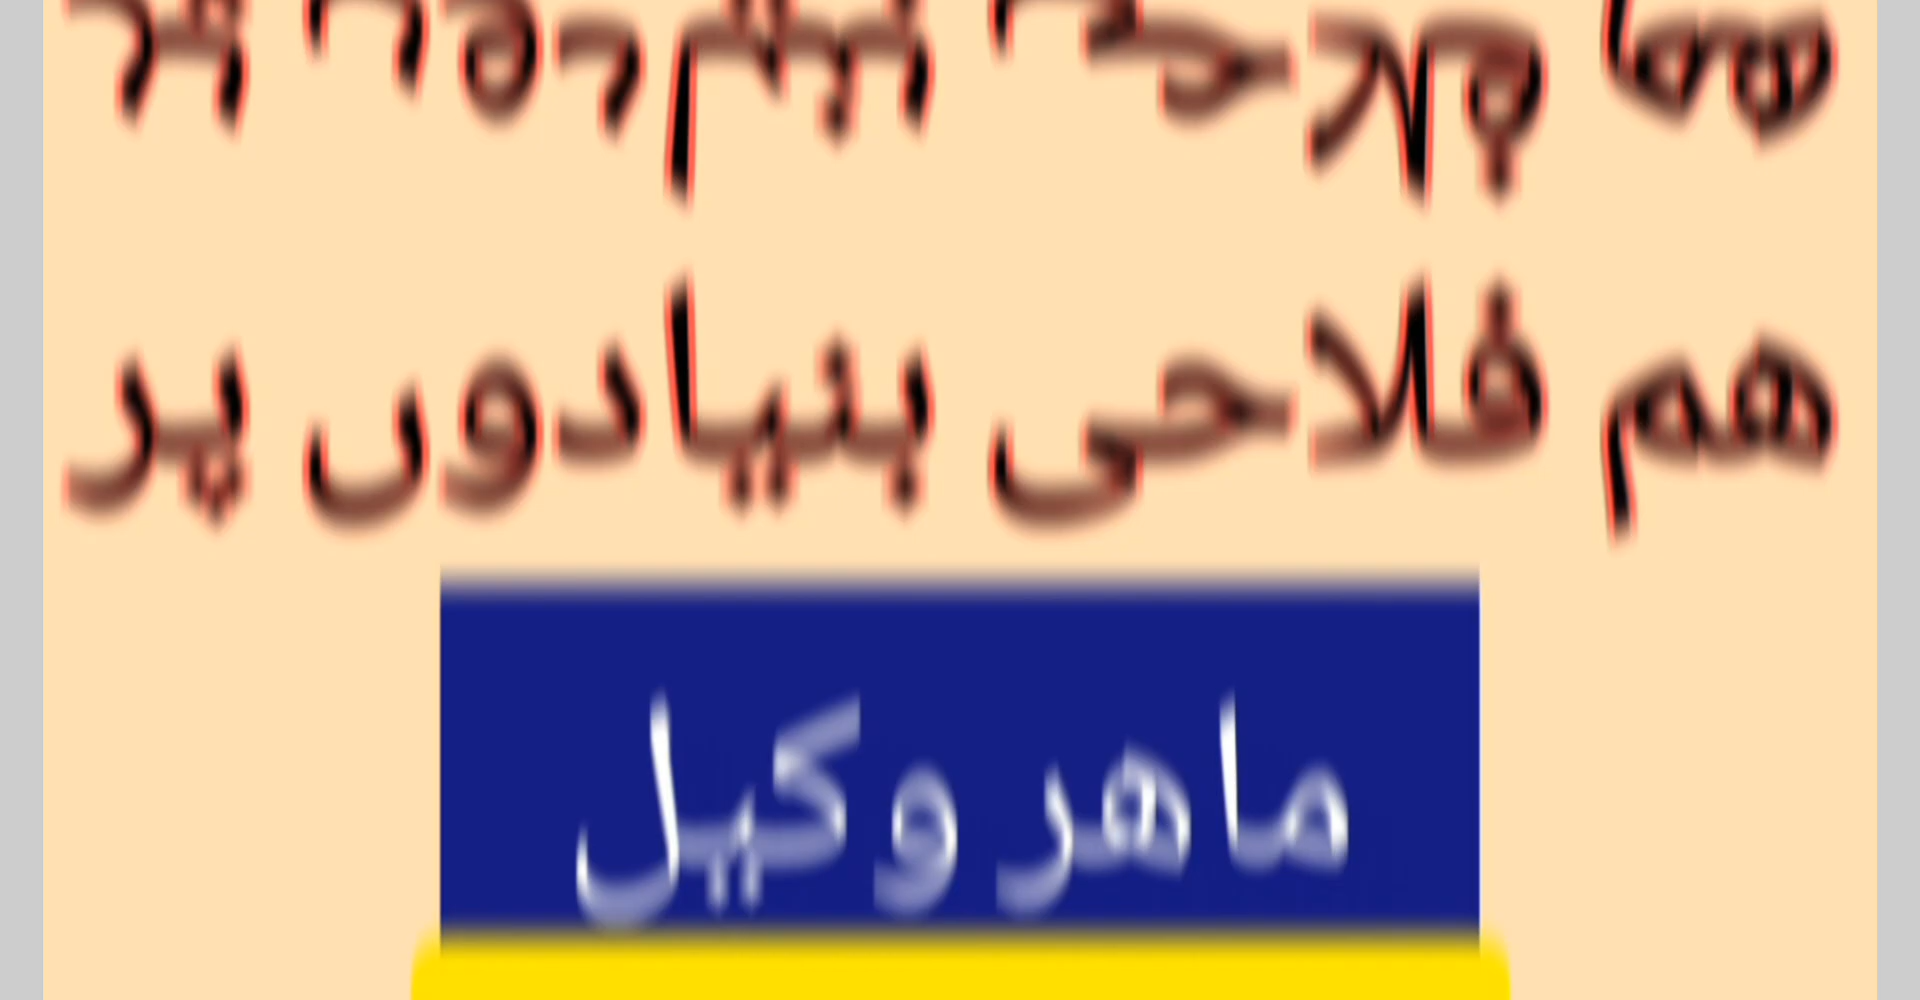 ہم فلاحی بنیادوں پر
ماہر وکیل